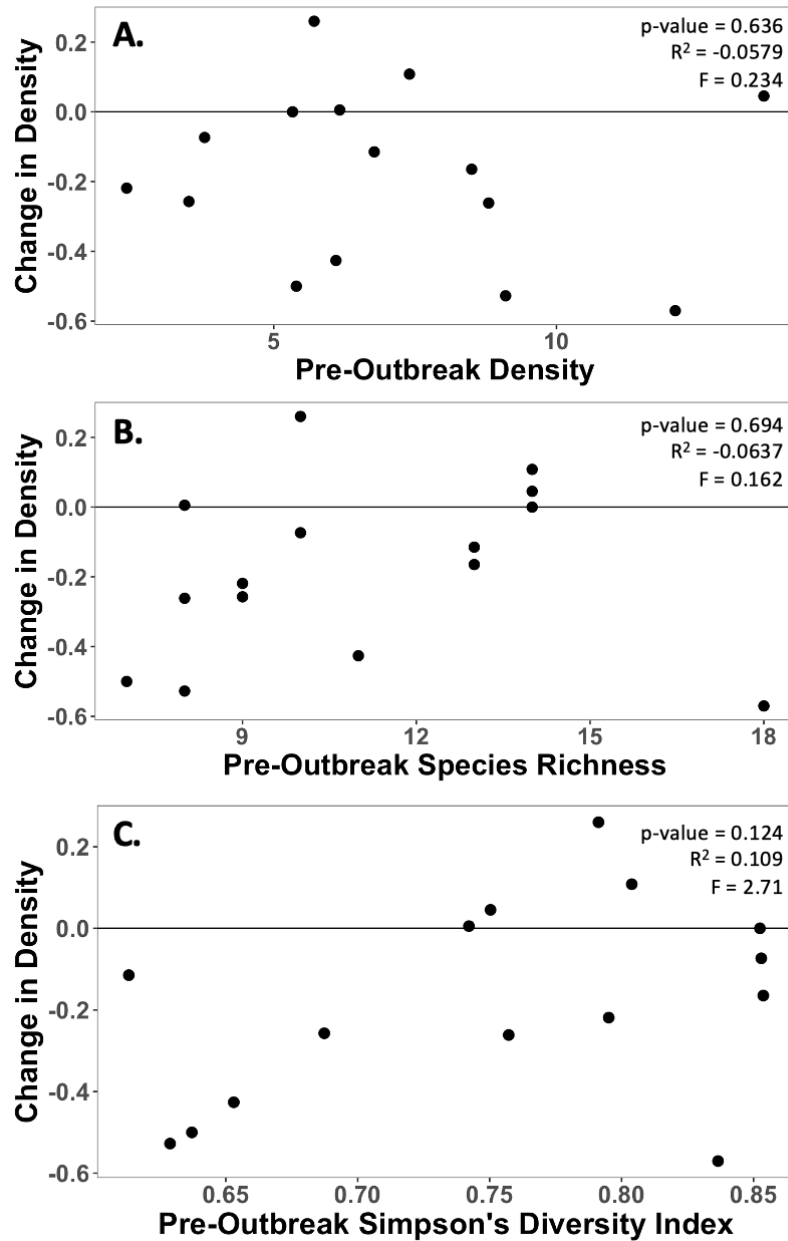 A.
p-value = 0.636
R² = -0.0579
F = 0.234
0.2
0.0
-0.2
-0.4
-0.6
Change in Density
5 10
Pre-Outbreak Density
B.
p-value = 0.694
R² = -0.0637
F = 0.162
0.2
0.0
-0.2
-0.4
-0.6
Change in Density
9 12 15 18
Pre-Outbreak Species Richness
C.
p-value = 0.124
R² = 0.109
F = 2.71
0.2
0.0
-0.2
-0.4
-0.6
Change in Density
0.65 0.70 0.75 0.80 0.85
Pre-Outbreak Simpson's Diversity Index